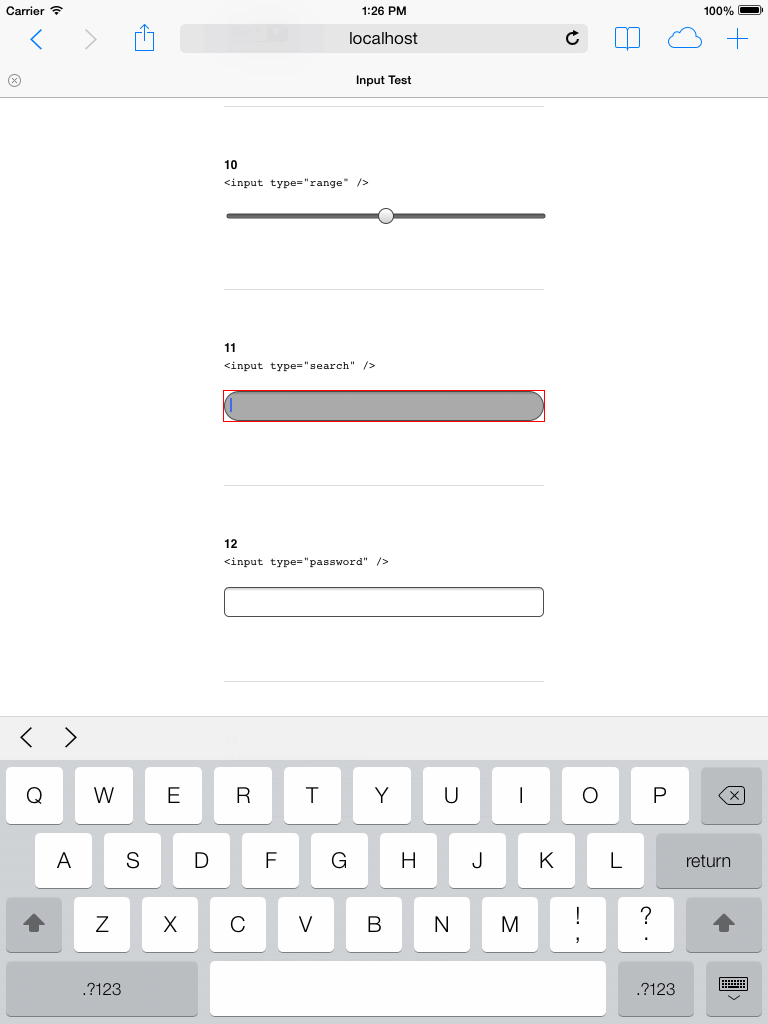 Carrier 1:26 PM 100%
localhost
Input Test
10
<input type="range" />
11
<input type="search" />
12
<input type="password" />
Q W E R T Y U I O P
A S D F G H J K L return
Z X C V B N M ! , ? .
.?123 .?123